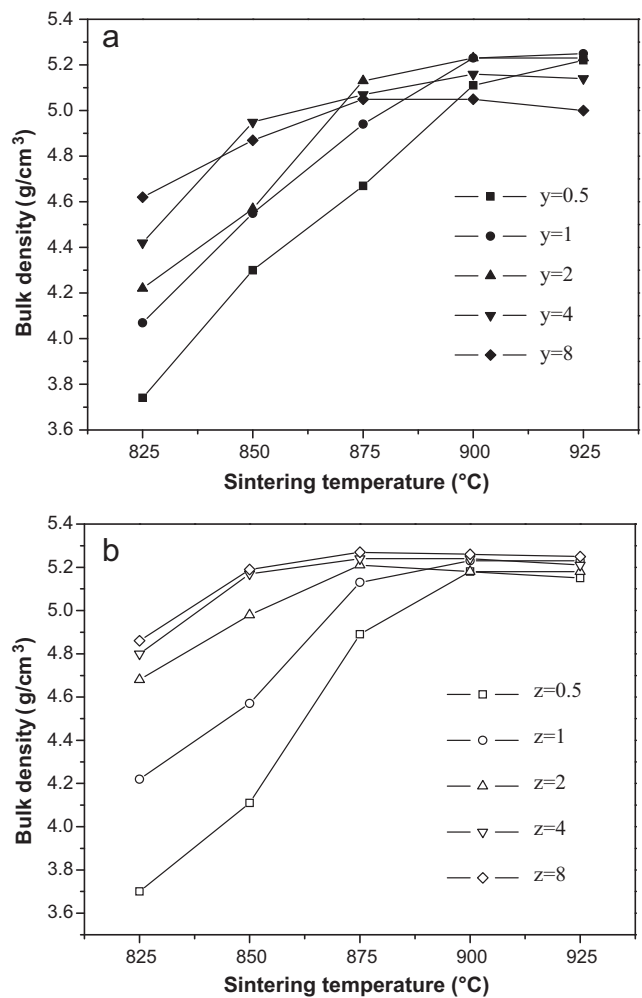 a
5.4
5.2
5.0
4.8
4.6
4.4
4.2
4.0
3.8
3.6
Bulk density (g/cm³)
y=0.5
y=1
y=2
y=4
y=8
825 850 875 900 925
Sintering temperature (°C)
b
5.4
5.2
5.0
4.8
4.6
4.4
4.2
4.0
3.8
3.6
Bulk density (g/cm³)
z=0.5
z=1
z=2
z=4
z=8
825 850 875 900 925
Sintering temperature (°C)